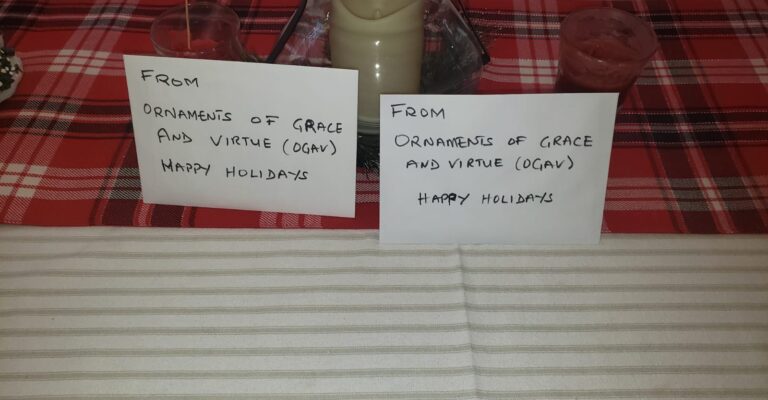 FROM
ORNAMENTS OF GRACE
AND VIRTUE (OGAV)
HAPPY HOLIDAYS
FROM
ORNAMENTS OF GRACE
AND VIRTUE (OGAV)
HAPPY HOLIDAYS